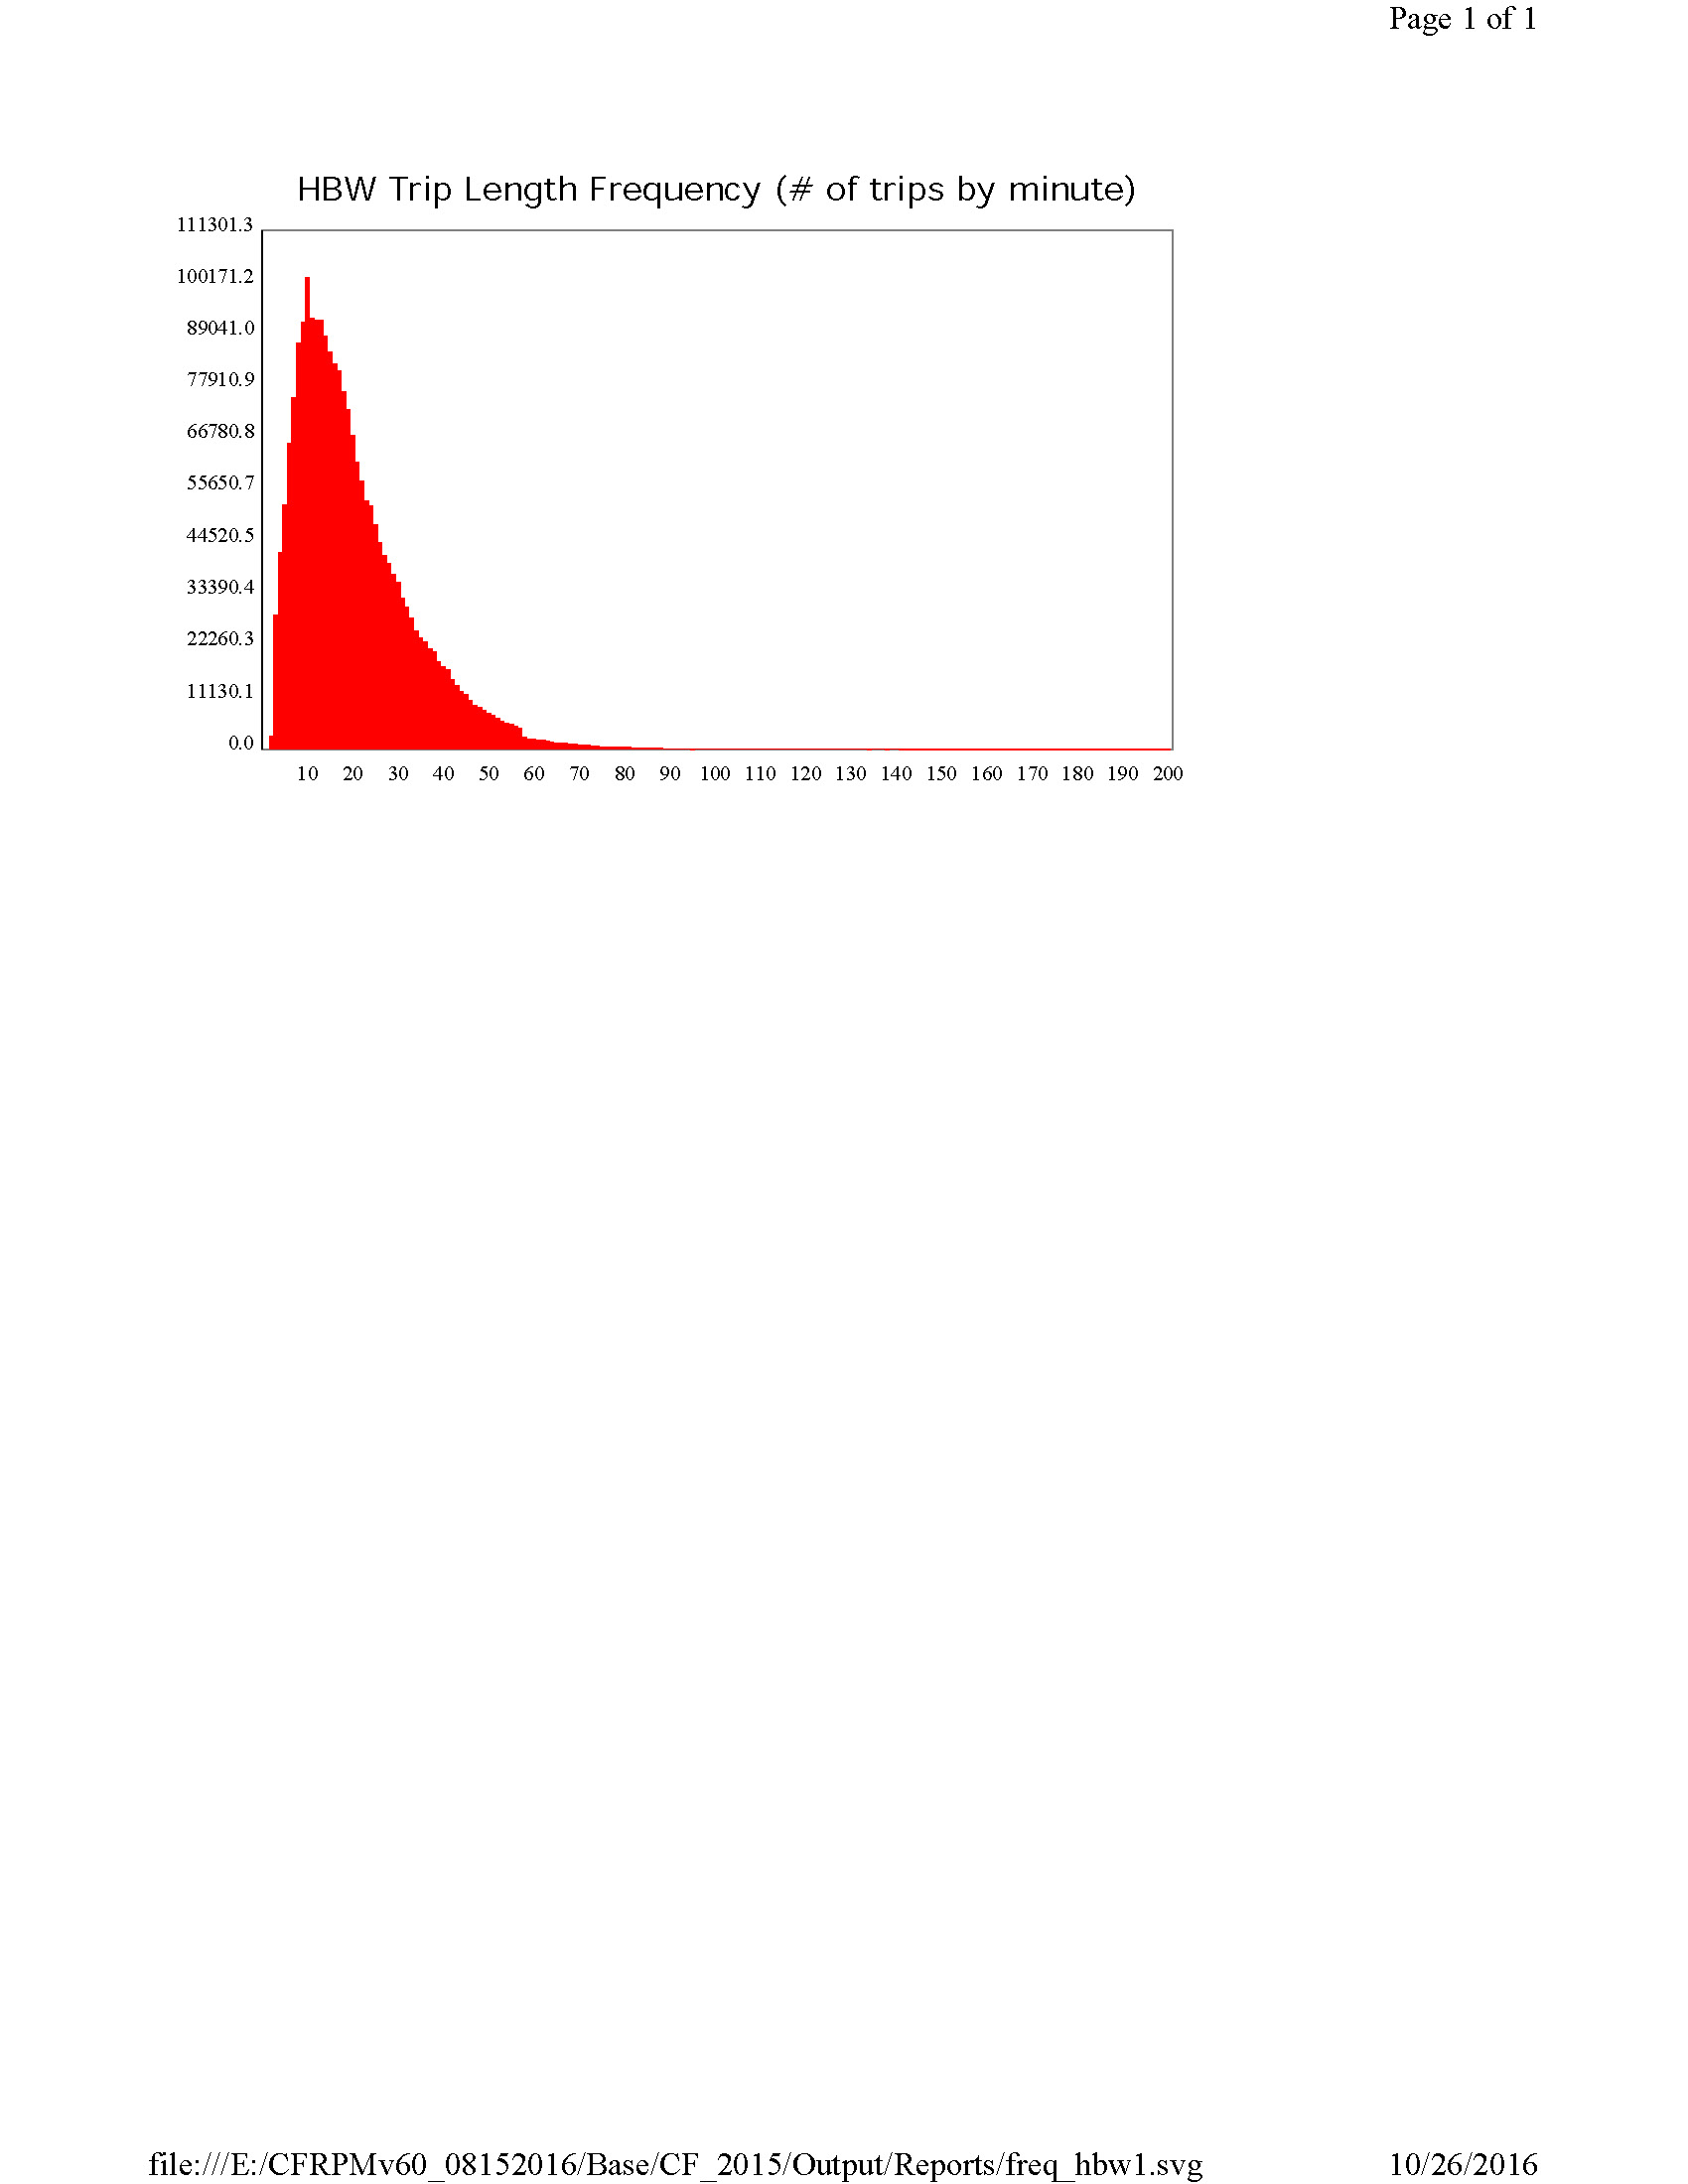 Page 1 of 1
HBW Trip Length Frequency (# of trips by minute)
111301.3
100171.2
89041.0
77910.9
66780.8
55650.7
44520.5
33390.4
22260.3
11130.1
0.0
10 20 30 40 50 60 70 80 90 100 110 120 130 140 150 160 170 180 190 200
file:///E:/CFRPMv60_08152016/Base/CF_2015/Output/Reports/freq_hbw1.svg 10/26/2016